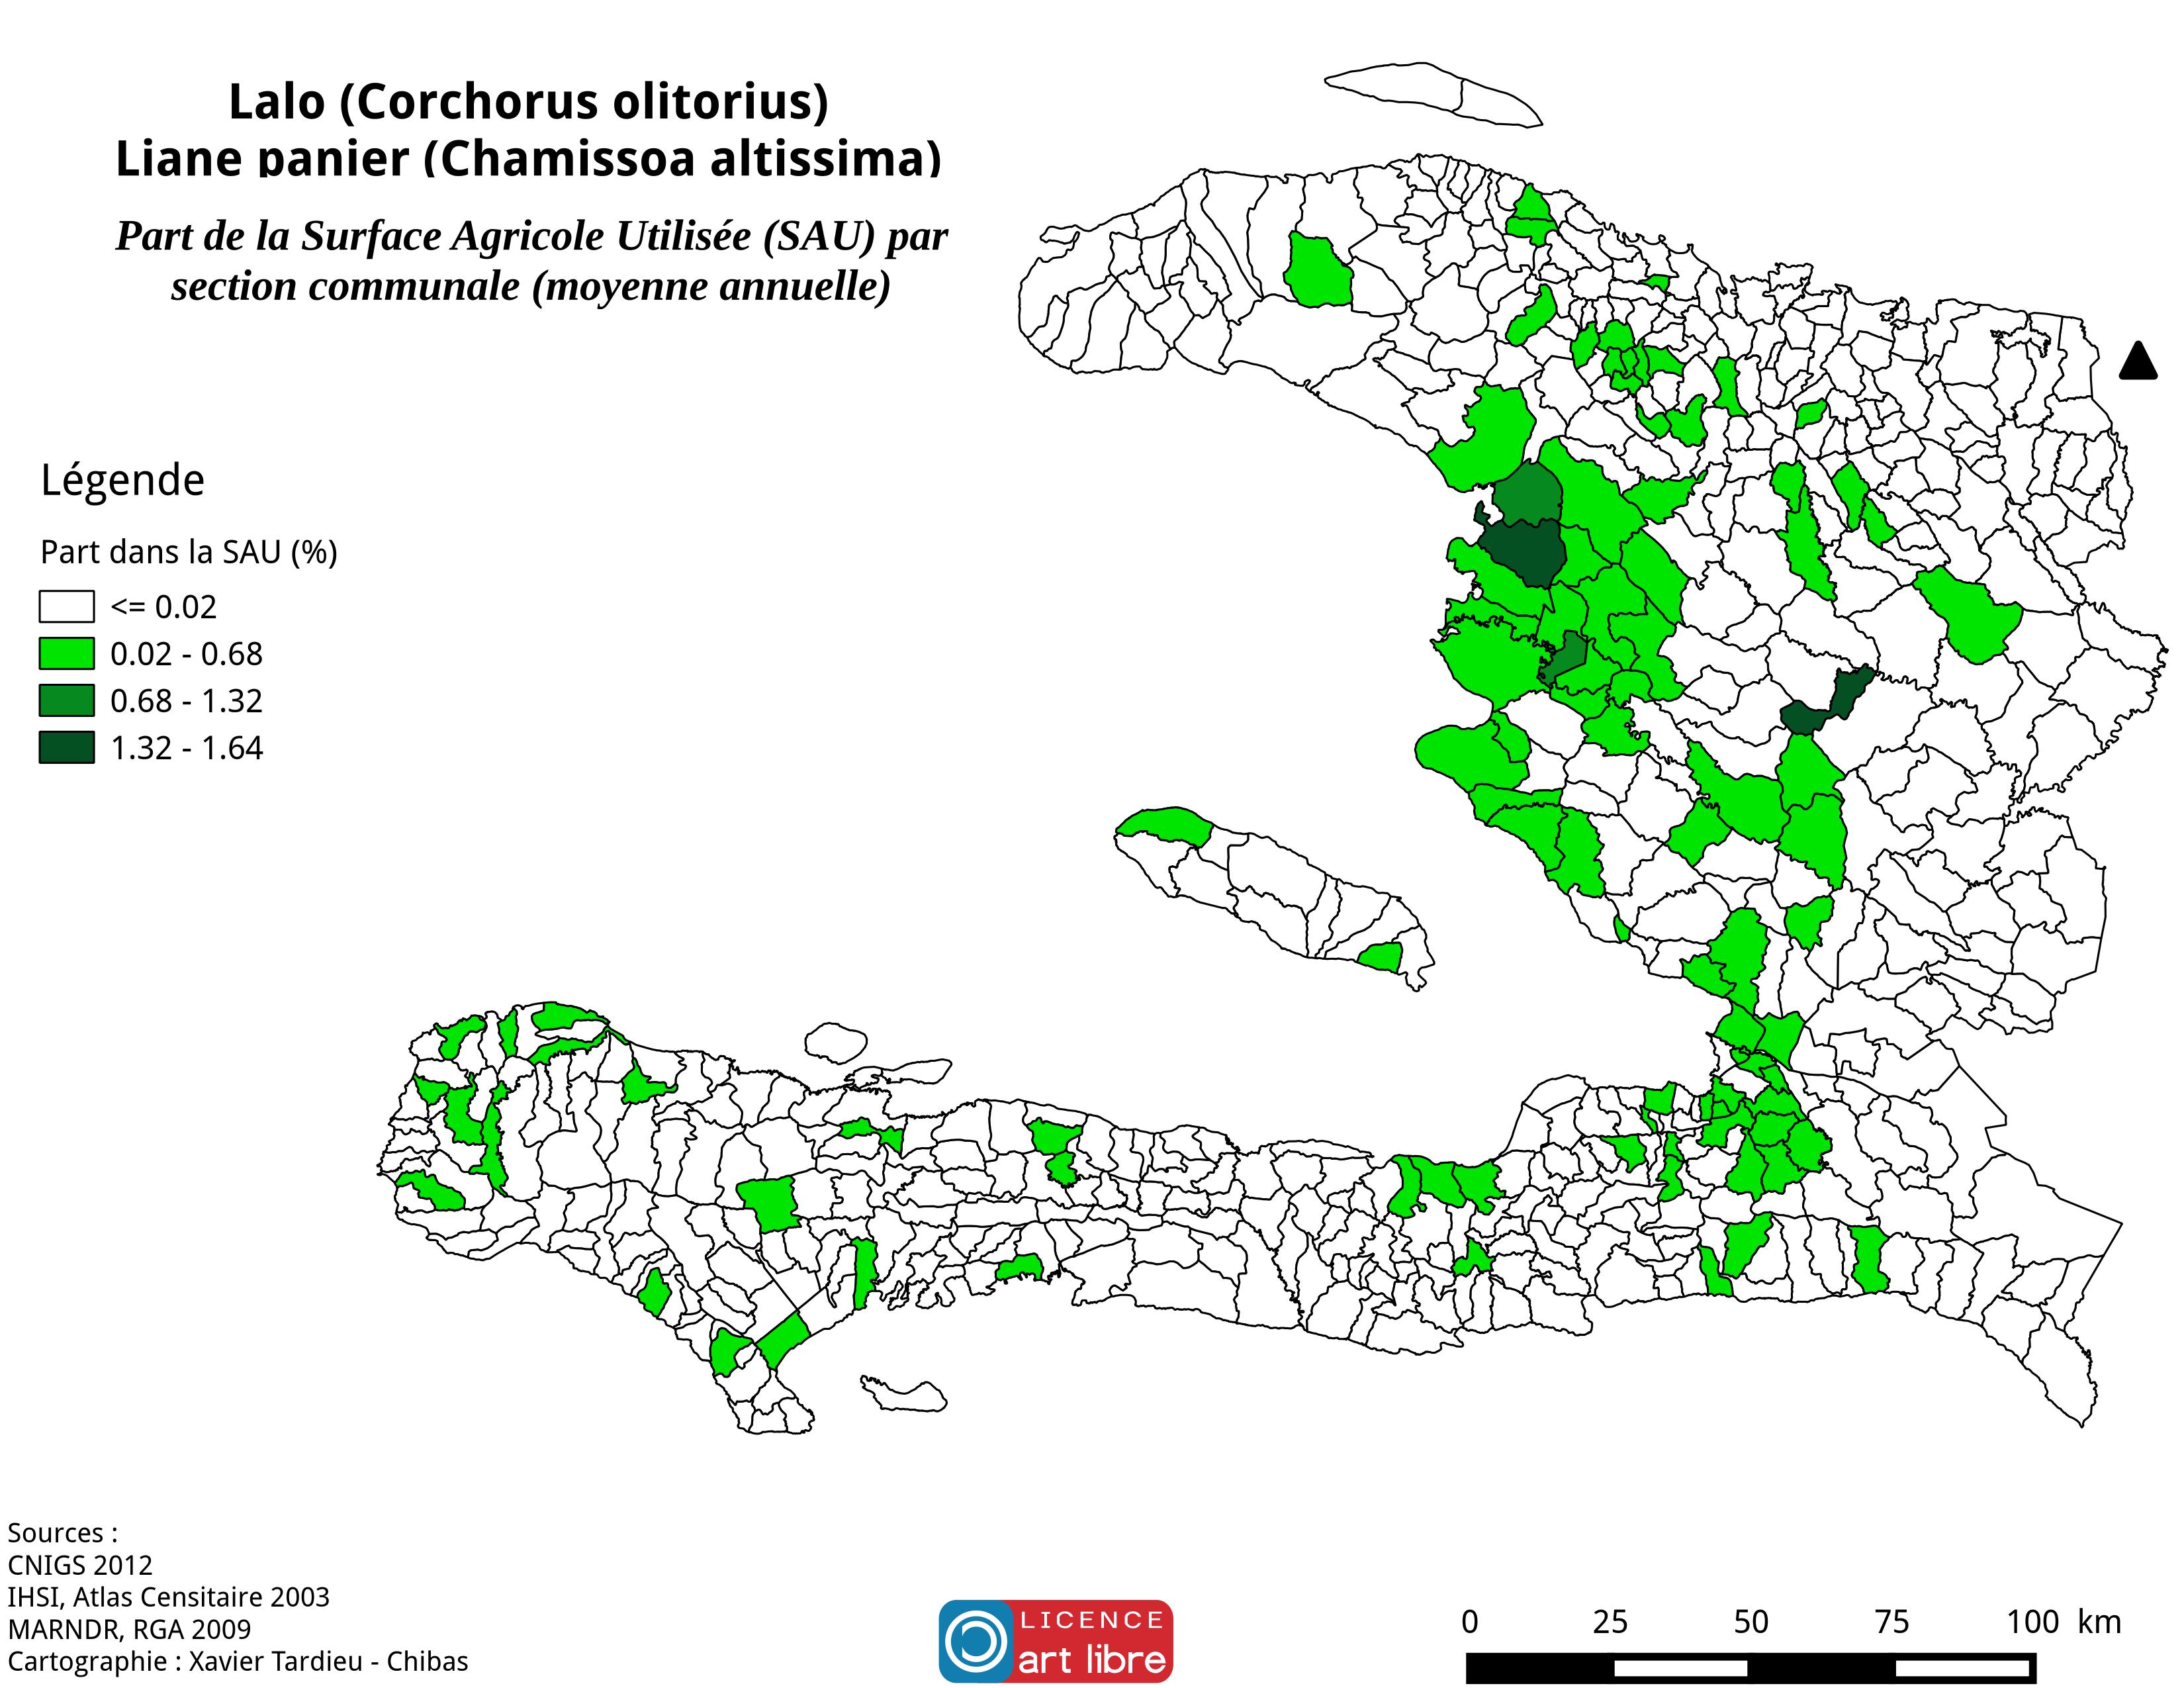 Lalo (Corchorus olitorius)
Liane panier (Chamissoa altissima)
Part de la Surface Agricole Utilisée (SAU) par
section communale (moyenne annuelle)
Légende
Part dans la SAU (%)
<= 0.02
0.02 - 0.68
0.68 - 1.32
1.32 - 1.64
Sources :
CNIGS 2012
IHSI, Atlas Censitaire 2003
MARNDR, RGA 2009
Cartographie : Xavier Tardieu - Chibas
LICENCE
art libre
0 25 50 75 100 km